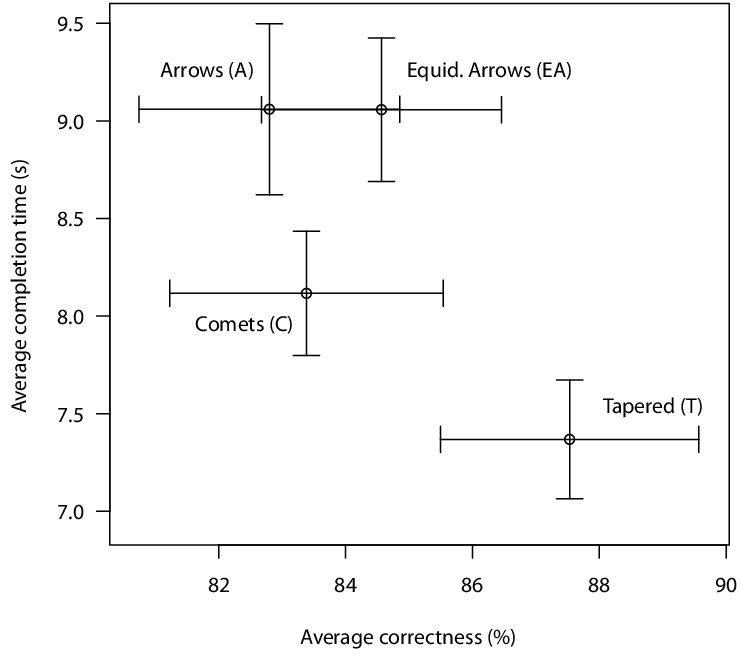 9.5
Arrows (A)
Equid. Arrows (EA)
9.0
8.5
8.0
Comets (C)
7.5
Tapered (T)
7.0
Average completion time (s)
82
84
86
88
90
Average correctness (%)